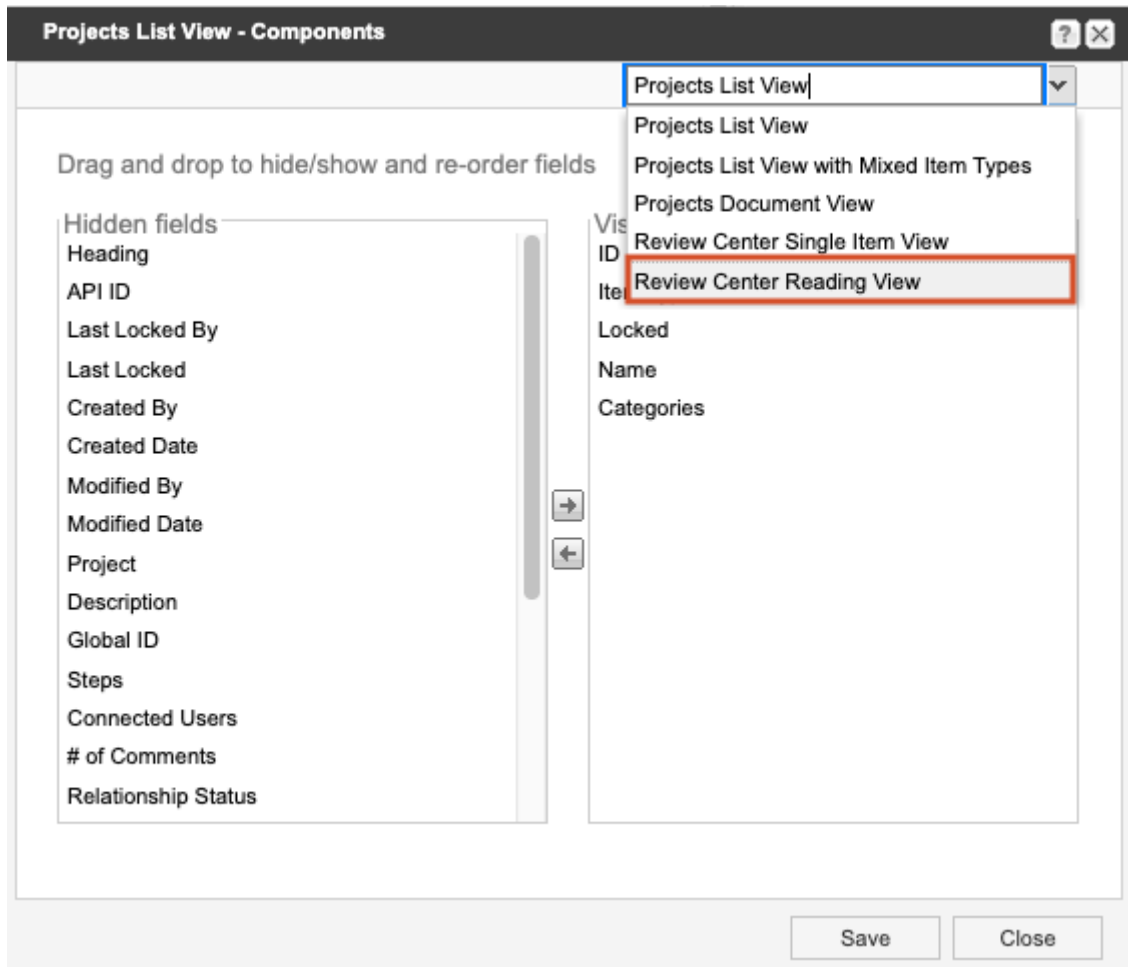 Projects List View - Components
?
Projects List View
Projects List View
Projects List View with Mixed Item Types
Projects Document View
Review Center Single Item View
Review Center Reading View
Drag and drop to hide/show and re-order fields
Hidden fields
Heading
API ID
Last Locked By
Last Locked
Created By
Created Date
Modified By
Modified Date
Project
Description
Global ID
Steps
Connected Users
# of Comments
Relationship Status
Vis
ID
Ite
Locked
Name
Categories
Save
Close